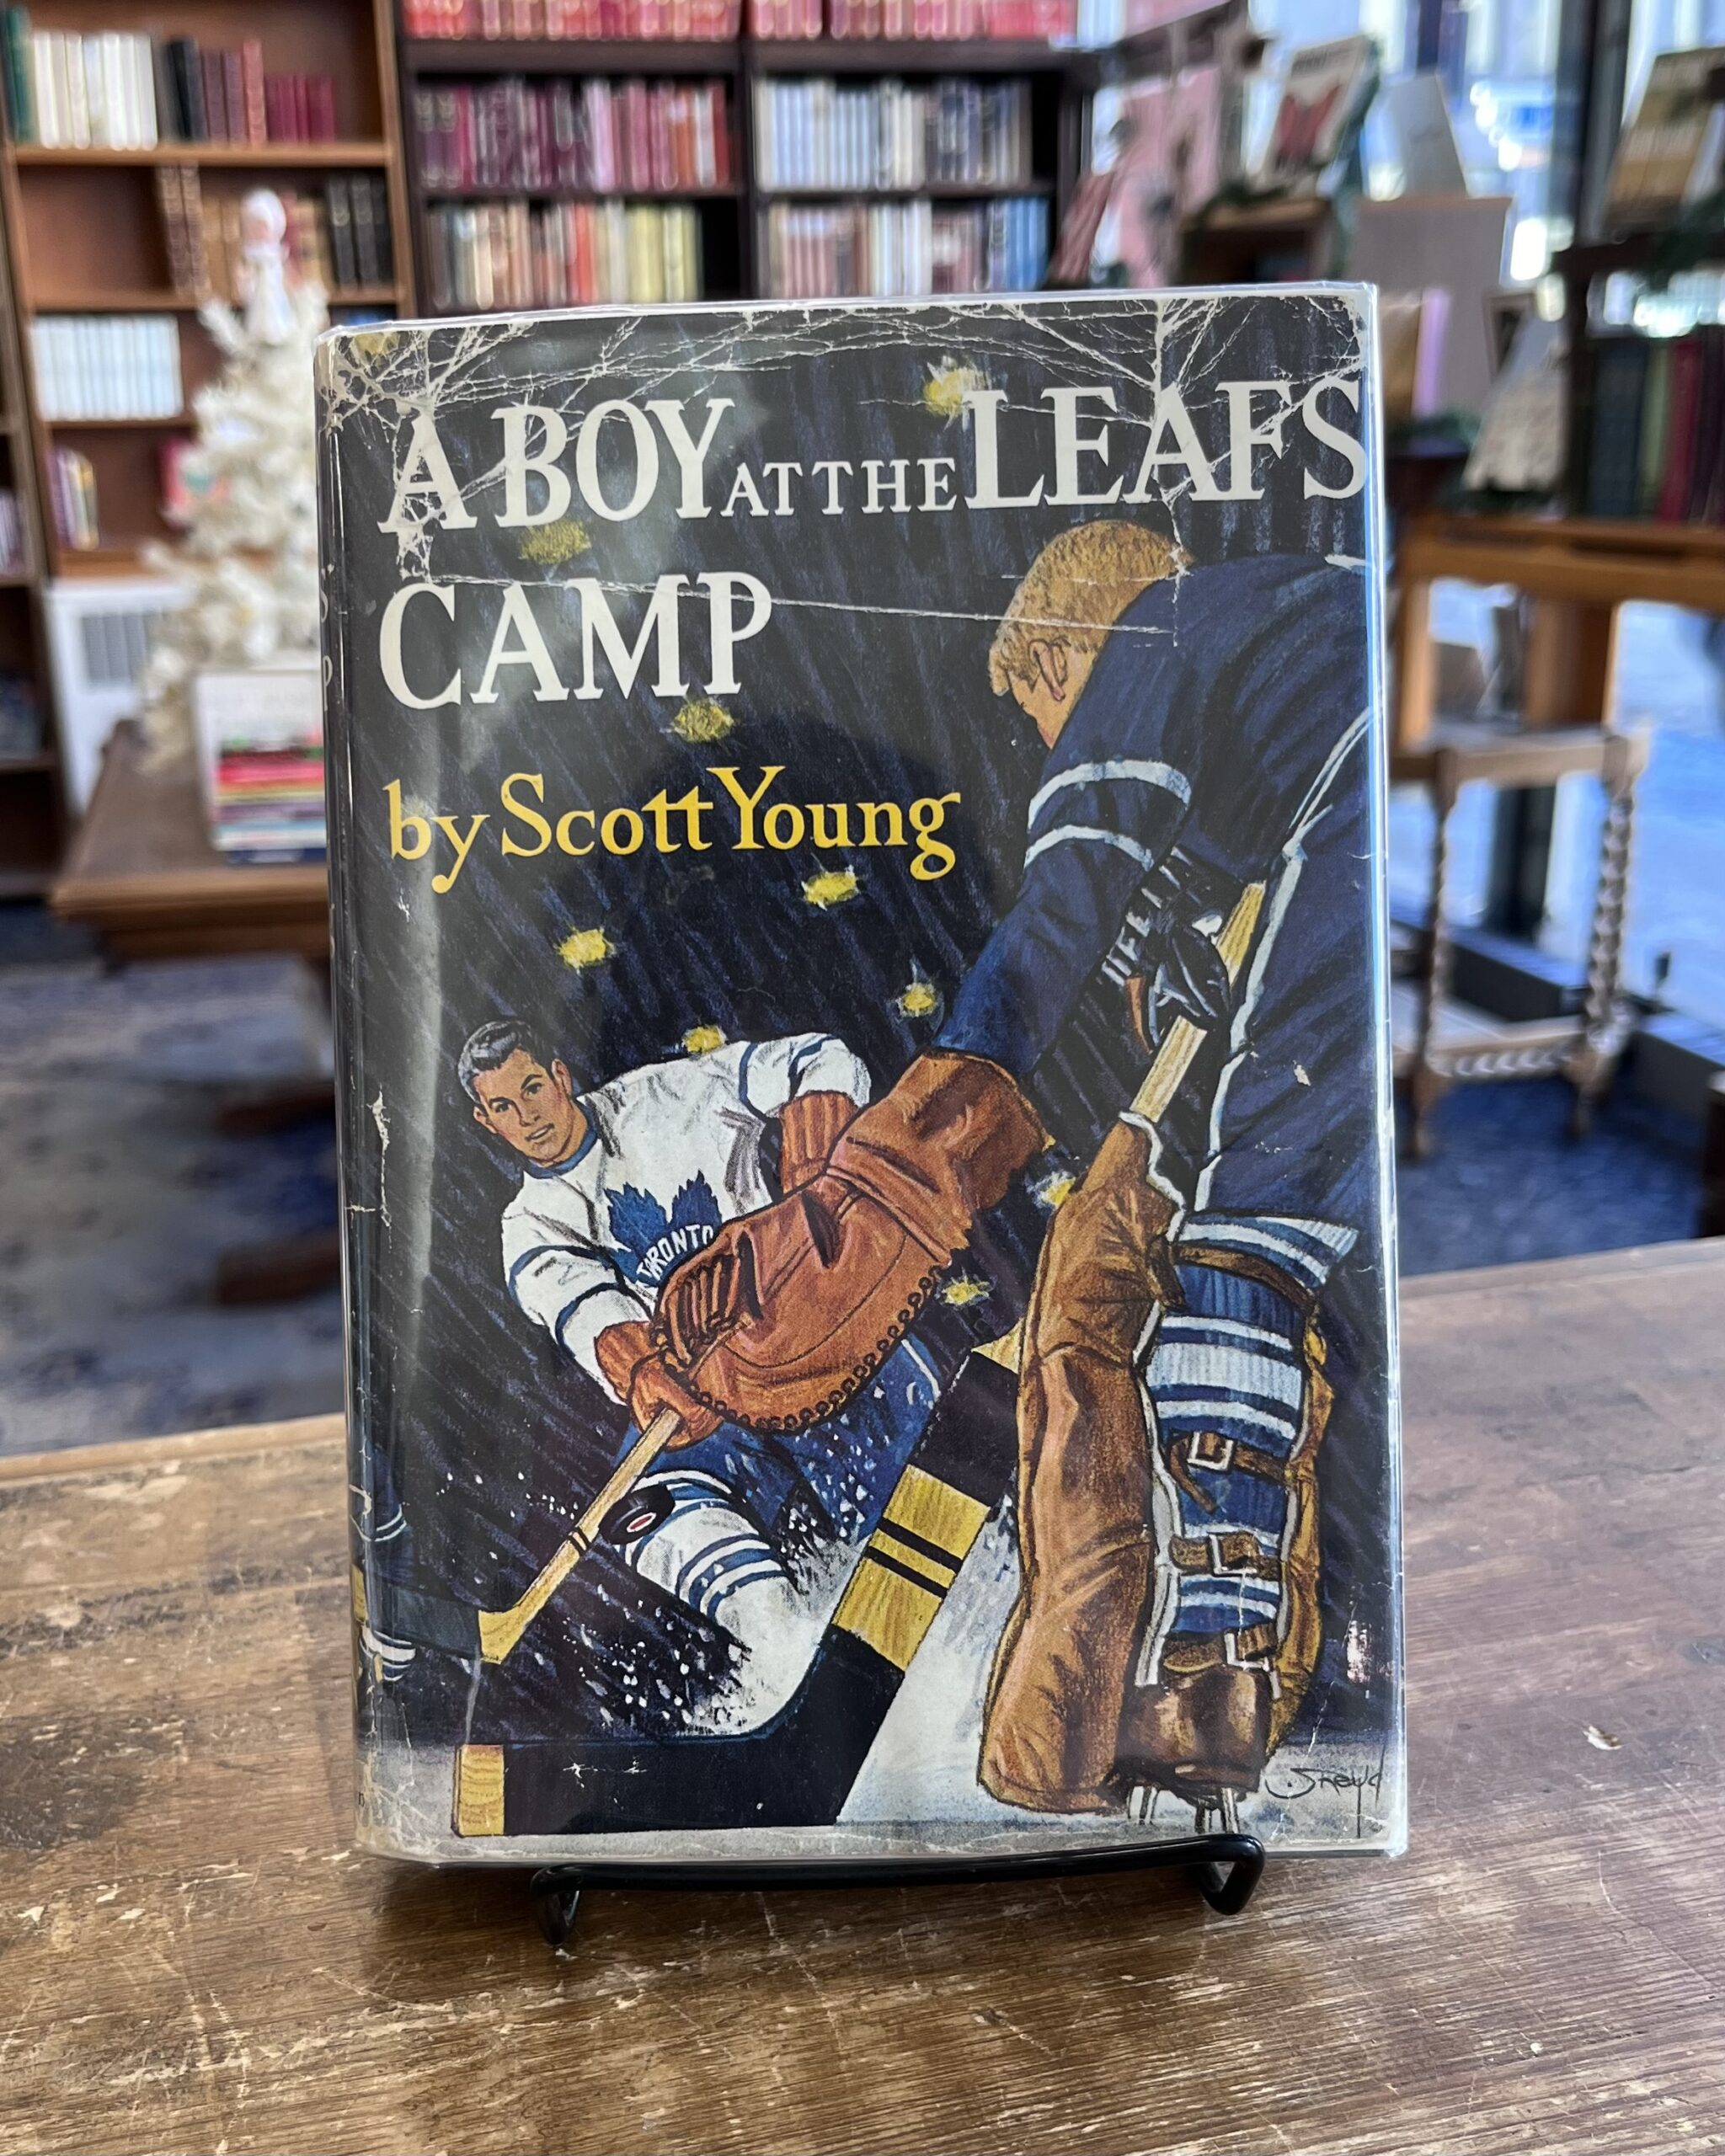 A BOY AT THE LEAFS
CAMP
by Scott Young
TORONTO